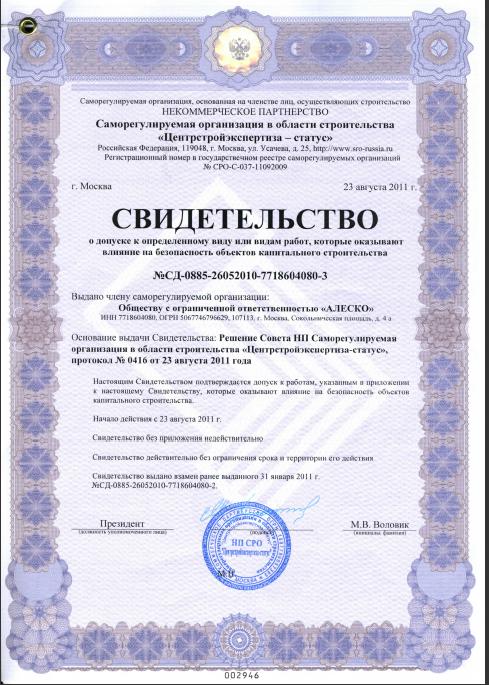 Саморегулируемая организация, основанная на членстве лиц, осуществляющих строительство
НЕКОММЕРЧЕСКОЕ ПАРТНЕРСТВО
Саморегулируемая организация в области строительства
«Центрстройэкспертиза – статус»
Российская Федерация, 119048, г. Москва, ул. Усачева, д. 25, http://www.sro-russia.ru
Регистрационный номер в государственном реестре саморегулируемых организаций
№ СРО-С-037-11092009
г. Москва 23 августа 2011 г.
СВИДЕТЕЛЬСТВО
о допуске к определенному виду или видам работ, которые оказывают
влияние на безопасность объектов капитального строительства
№СД-0885-26052010-7718604080-3
Выдано члену саморегулируемой организации:
Обществу с ограниченной ответственностью «АЛЕСКО»
ИНН 7718604080, ОГРН 5067746796629, 107113, г. Москва, Сокольническая площадь, д. 4 а
Основание выдачи Свидетельства: Решение Совета НП Саморегулируемая
организация в области строительства «Центрстройэкспертиза-статус»,
протокол № 0416 от 23 августа 2011 года
Настоящим Свидетельством подтверждается допуск к работам, указанным в приложении
к настоящему Свидетельству, которые оказывают влияние на безопасность объектов
капитального строительства.
Начало действия с 23 августа 2011 г.
Свидетельство без приложения недействительно
Свидетельство действительно без ограничения срока и территории его действия
Свидетельство выдано взамен ранее выданного 31 января 2011 г.
№СД-0885-26052010-7718604080-2.
Президент М.В. Воловик
(должность уполномоченного лица) (подпись) (инициалы, фамилия)
НП СРО
"Центрстройэкспертиза-статус"
МОСКВА
002946